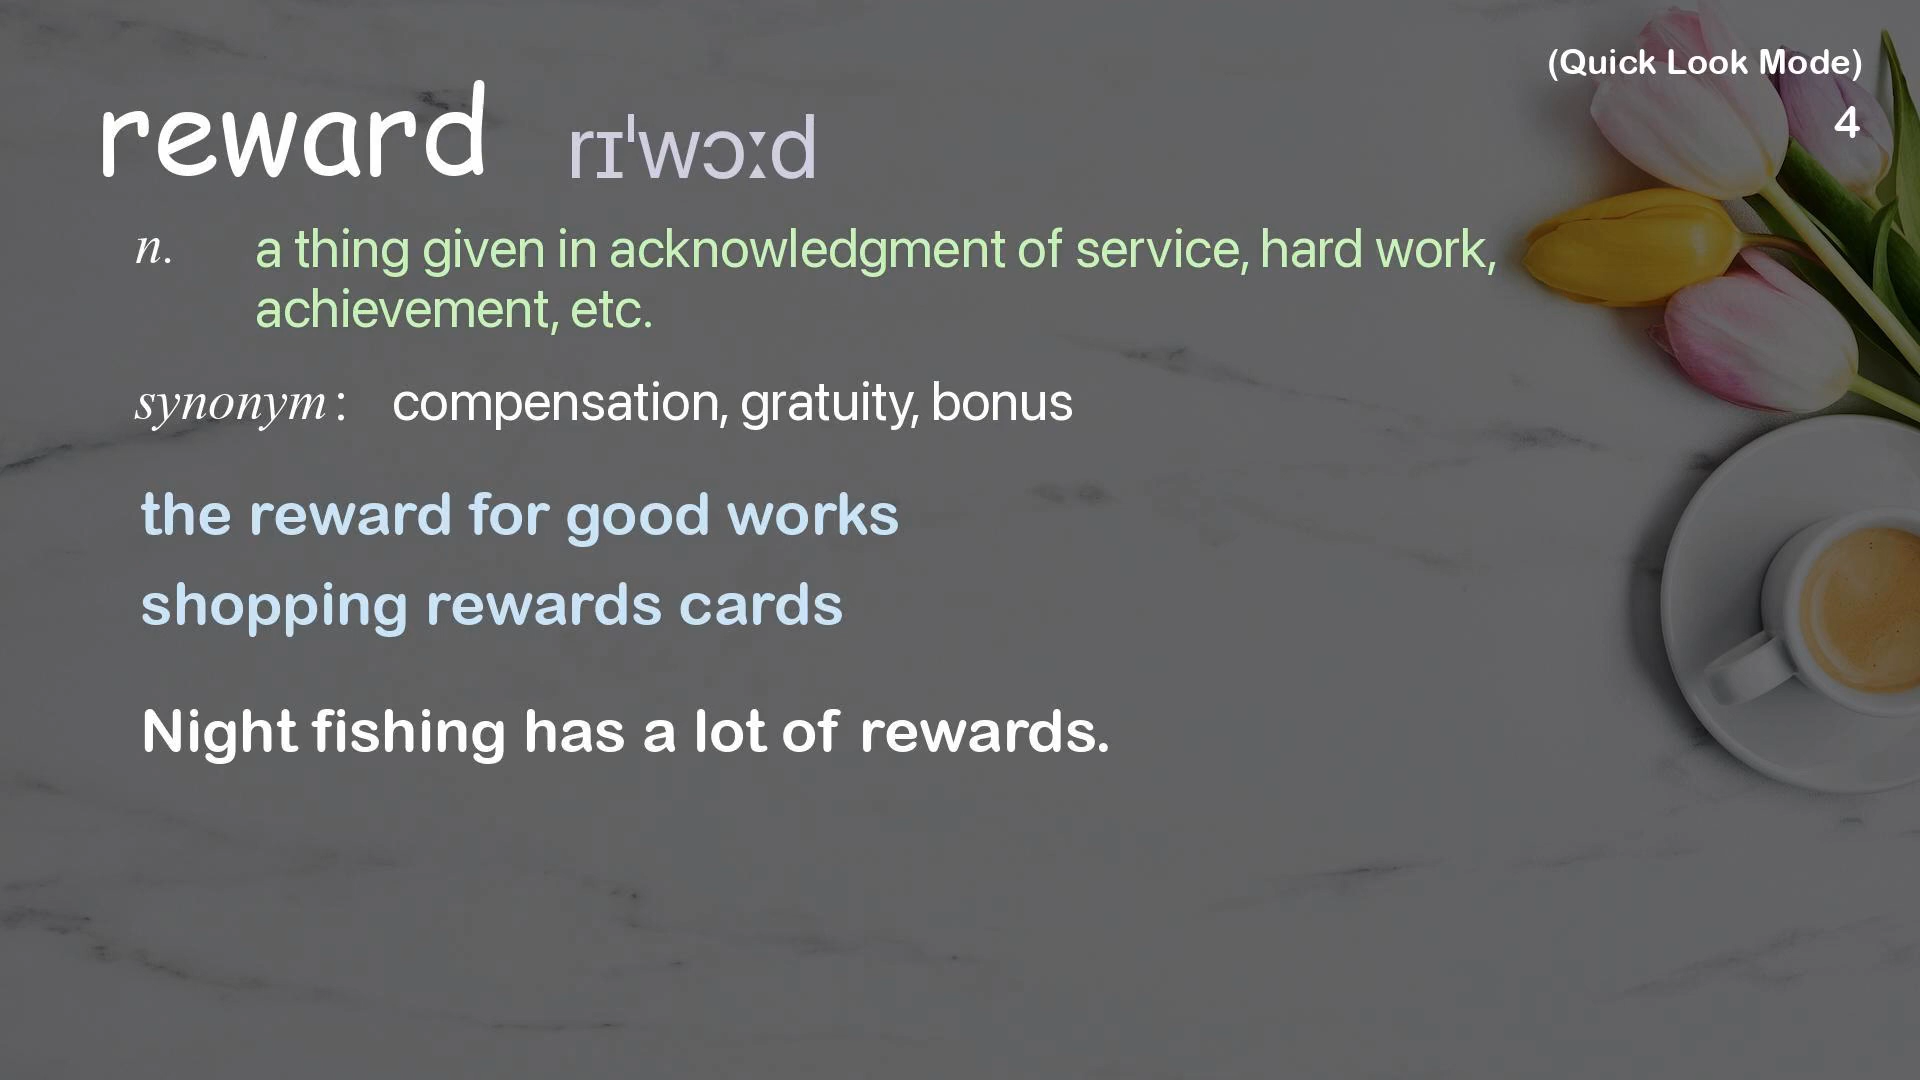 (Quick Look Mode)
4
reward rɪˈwɔːd
n. a thing given in acknowledgment of service, hard work,
achievement, etc.
synonym: compensation, gratuity, bonus
the reward for good works
shopping rewards cards
Night fishing has a lot of rewards.